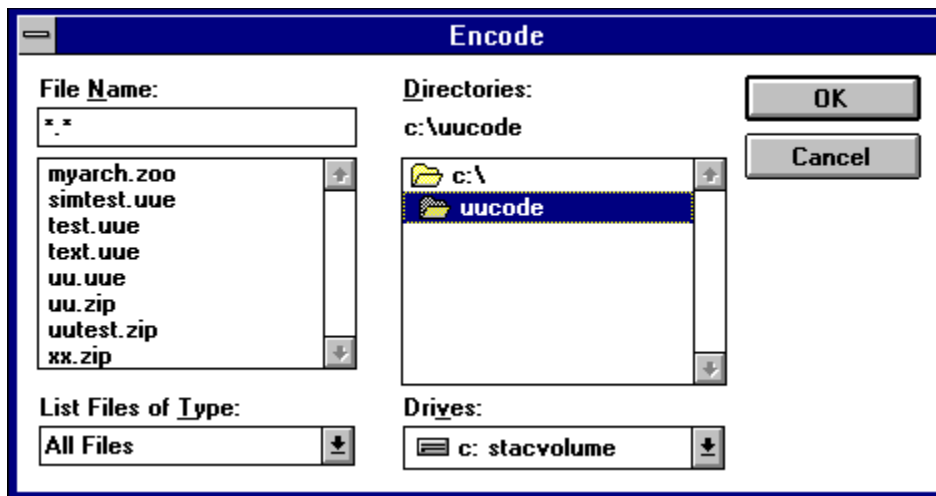 Encode
File Name:
*.*
myarch.zoo
simtest.uue
test.uue
text.uue
uu.uue
uu.zip
uutest.zip
xx.zip
List Files of Type:
All Files
Directories:
c:\uucode
c:\
uucode
Drives:
c: stacvolume
OK
Cancel